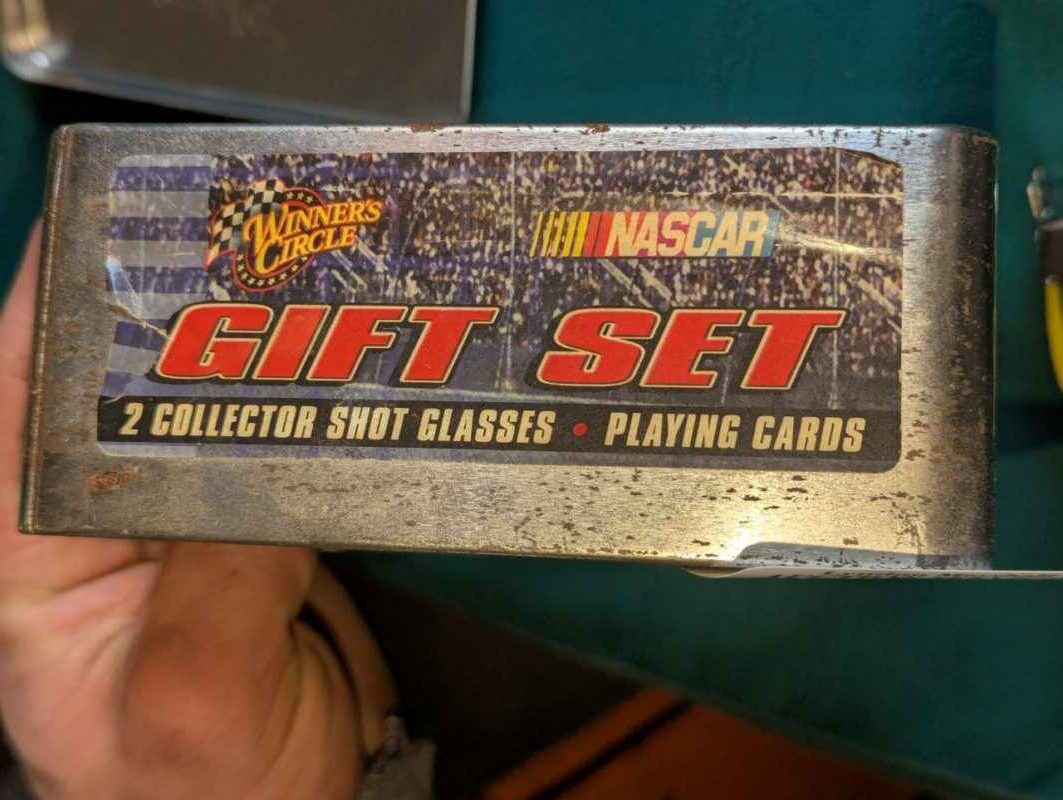 WINNER'S
CIRCLE
NASCAR
GIFT SET
2 COLLECTOR SHOT GLASSES • PLAYING CARDS